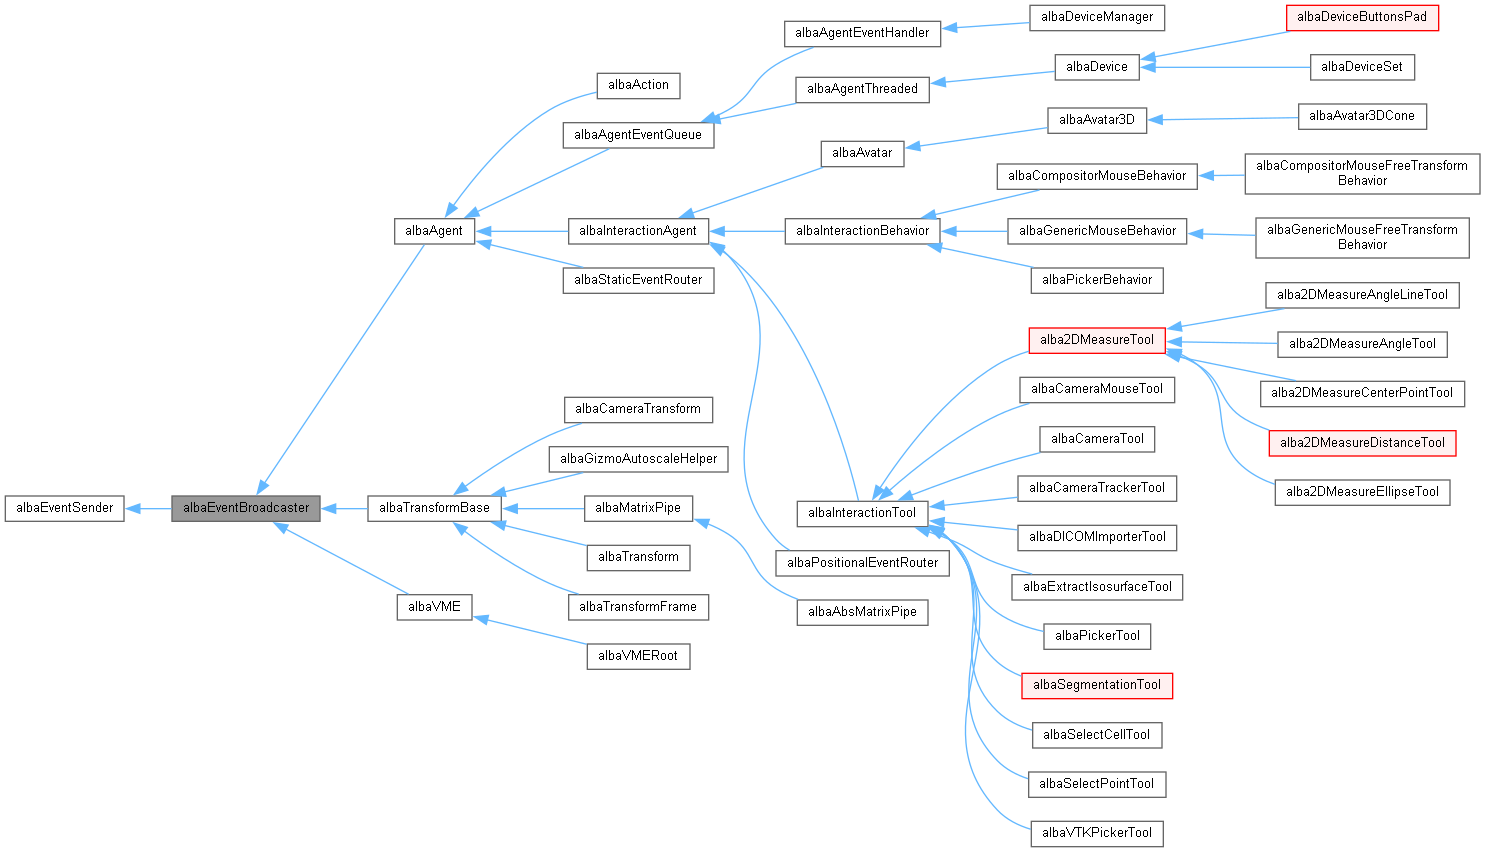 albaEventSender
albaEventBroadcaster
albaAgent
albaTransformBase
albaVME
albaAction
albaAgentEventQueue
albaInteractionAgent
albaStaticEventRouter
albaCameraTransform
albaGizmoAutoscaleHelper
albaMatrixPipe
albaTransform
albaTransformFrame
albaVMERoot
albaAgentEventHandler
albaAgentThreaded
albaAvatar
albaInteractionBehavior
albaInteractionTool
albaPositionalEventRouter
albaAbsMatrixPipe
albaDeviceManager
albaDevice
albaAvatar3D
albaCompositorMouseBehavior
albaGenericMouseBehavior
albaPickerBehavior
alba2DMeasureTool
albaCameraMouseTool
albaCameraTool
albaCameraTrackerTool
albaDICOMImporterTool
albaExtractIsosurfaceTool
albaPickerTool
albaSegmentationTool
albaSelectCellTool
albaSelectPointTool
albaVTKPickerTool
albaDeviceButtonsPad
albaDeviceSet
albaAvatar3DCone
albaCompositorMouseFreeTransform
Behavior
albaGenericMouseFreeTransform
Behavior
alba2DMeasureAngleLineTool
alba2DMeasureAngleTool
alba2DMeasureCenterPointTool
alba2DMeasureDistanceTool
alba2DMeasureEllipseTool